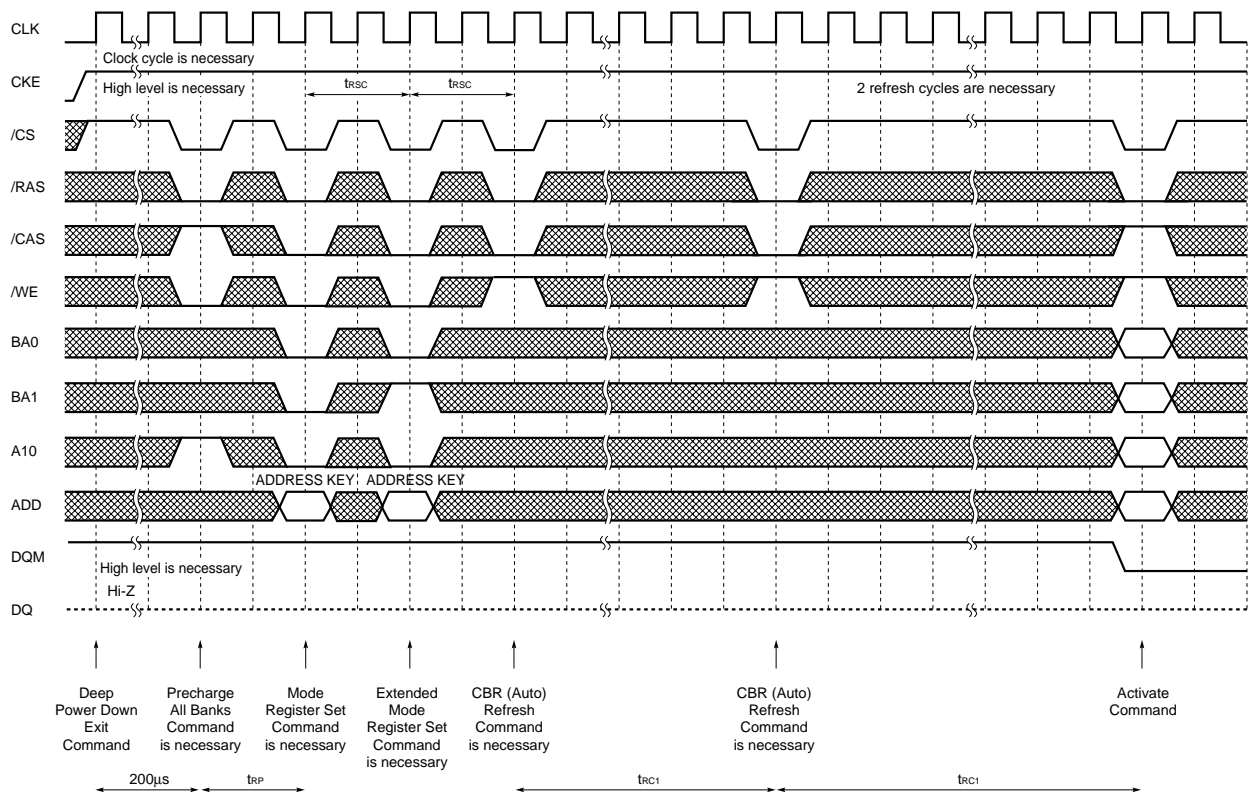 CLK
Clock cycle is necessary
CKE
High level is necessary
tRSC
tRSC
2 refresh cycles are necessary
/CS
/RAS
/CAS
/WE
BA0
BA1
A10
ADDRESS KEY
ADDRESS KEY
ADD
DQM
High level is necessary
Hi-Z
DQ
Deep
Power Down
Exit
Command
Precharge
All Banks
Command
is necessary
Mode
Register Set
Command
is necessary
Extended
Mode
Register Set
Command
is necessary
CBR (Auto)
Refresh
Command
is necessary
CBR (Auto)
Refresh
Command
is necessary
Activate
Command
200µs
tRP
tRC1
tRC1